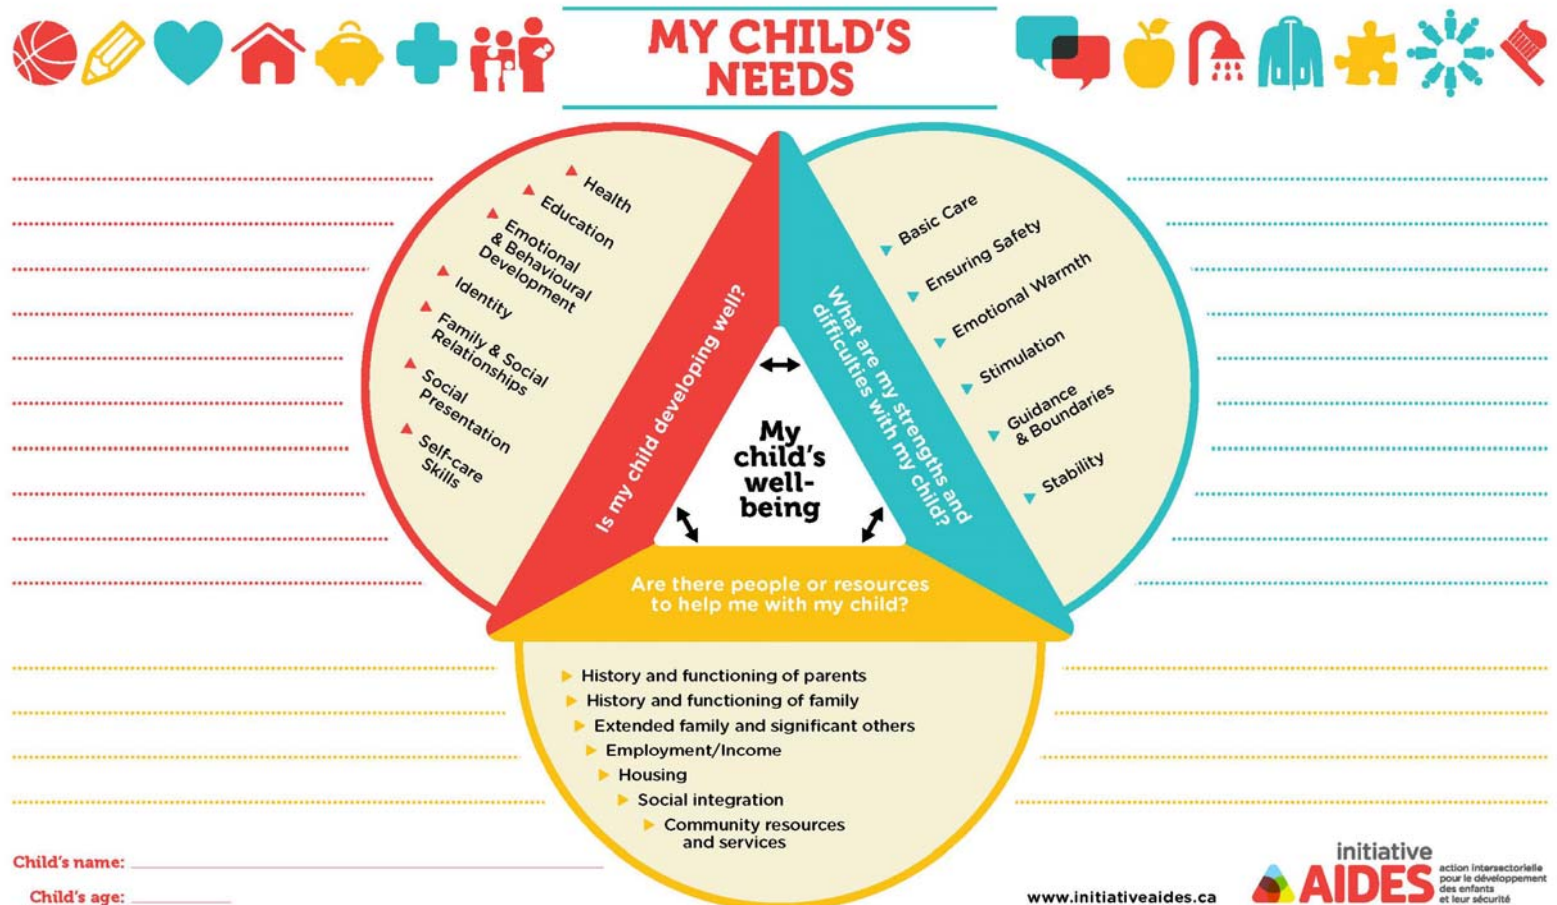 MY CHILD'S
NEEDS
Health
Education
Emotional
& Behavioural
Development
Identity
Family & Social
Relationships
Social
Presentation
Self-care
Skills
Is my child developing well?
What are my strengths and
difficulties with my child?
Basic Care
Ensuring Safety
Emotional Warmth
Stimulation
Guidance
& Boundaries
Stability
My
child's
well-
being
Are there people or resources
to help me with my child?
History and functioning of parents
History and functioning of family
Extended family and significant others
Employment/Income
Housing
Social integration
Community resources
and services
Child's name:
Child's age:
www.initiativeaides.ca
initiative
AIDES
action intersectorielle
pour le développement
des enfants
et leur sécurité